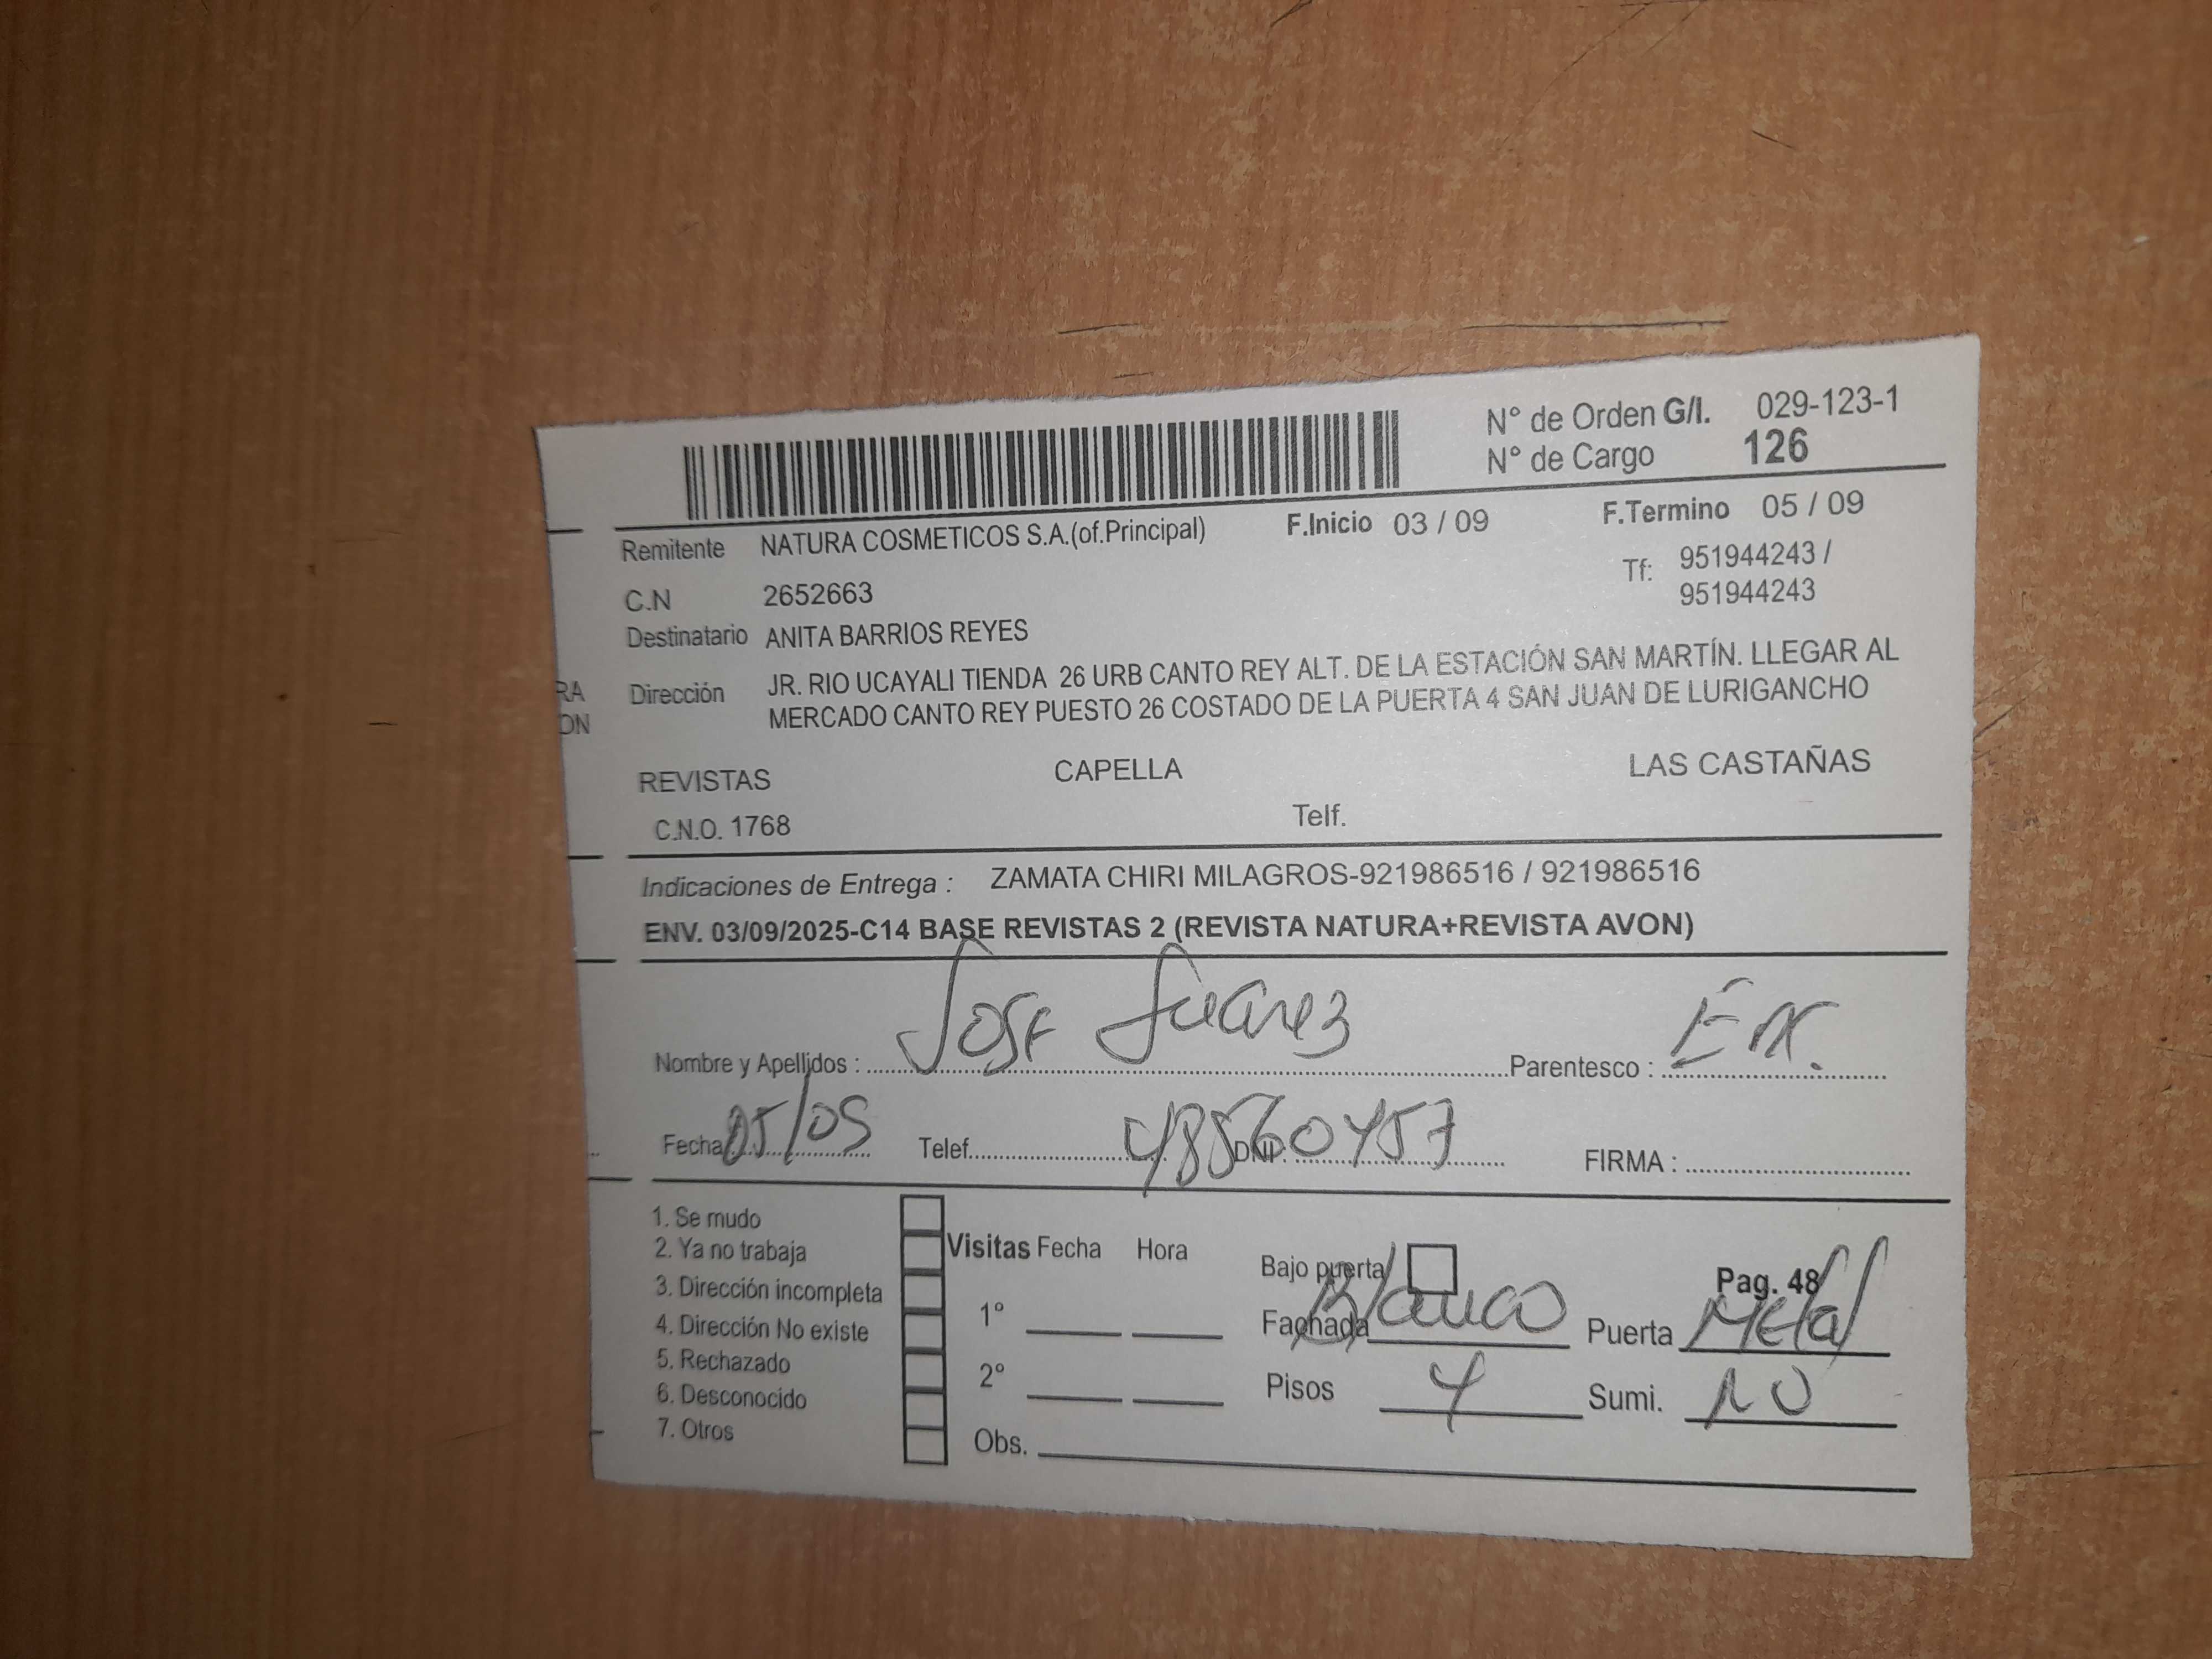 N° de Orden G/I. 029-123-1
N° de Cargo 126
Remitente NATURA COSMETICOS S.A.(of.Principal) F.Inicio 03 / 09 F.Termino 05 / 09
C.N 2652663 Tf: 951944243 /
951944243
Destinatario ANITA BARRIOS REYES
RA
ON
Dirección JR. RIO UCAYALI TIENDA 26 URB CANTO REY ALT. DE LA ESTACIÓN SAN MARTÍN. LLEGAR AL
MERCADO CANTO REY PUESTO 26 COSTADO DE LA PUERTA 4 SAN JUAN DE LURIGANCHO
REVISTAS CAPELLA LAS CASTAÑAS
C.N.O. 1768 Telf.
Indicaciones de Entrega : ZAMATA CHIRI MILAGROS-921986516 / 921986516
ENV. 03/09/2025-C14 BASE REVISTAS 2 (REVISTA NATURA+REVISTA AVON)
Nombre y Apellidos : Jose Suarez Parentesco :
Fecha 05/09 Telef. DNI : 48560457 FIRMA :
1. Se mudo
2. Ya no trabaja
3. Dirección incompleta
4. Dirección No existe
5. Rechazado
6. Desconocido
7. Otros
Visitas Fecha Hora
1°
2°
Obs.
Bajo puerta Pag. 48
Fachada Blanco Puerta Metal
Pisos 4 Sumi. NO